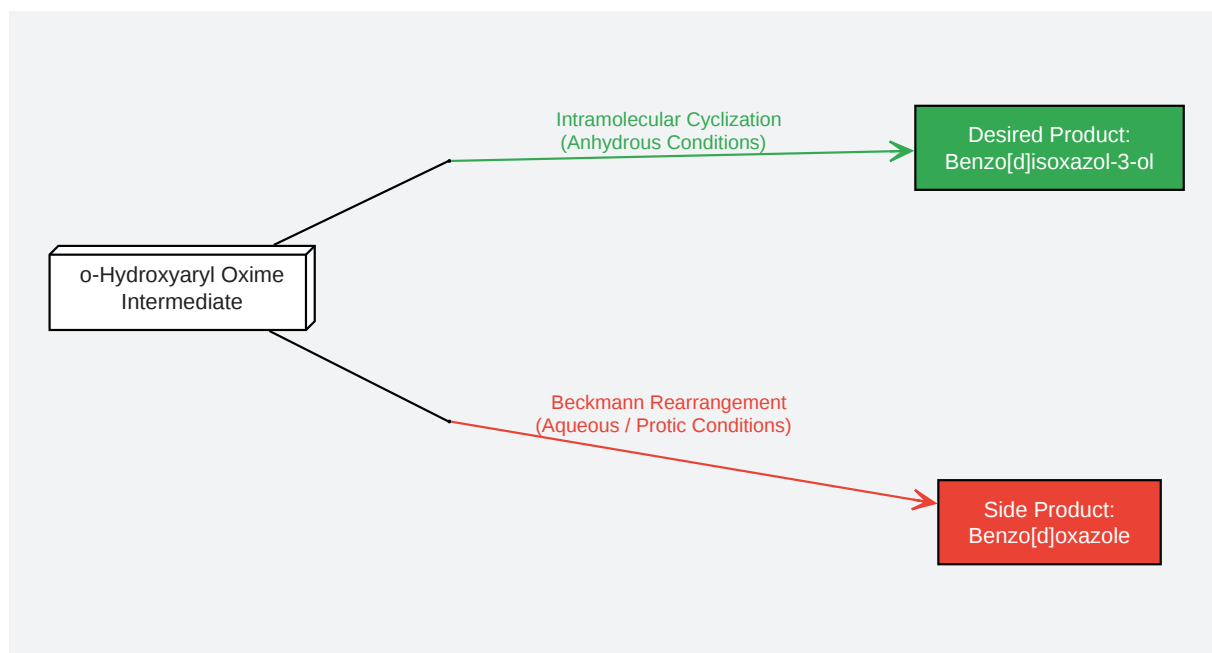 Intramolecular Cyclization
(Anhydrous Conditions)
Desired Product:
Benzo[d]isoxazol-3-ol
o-Hydroxyaryl Oxime
Intermediate
Beckmann Rearrangement
(Aqueous / Protic Conditions)
Side Product:
Benzo[d]oxazole